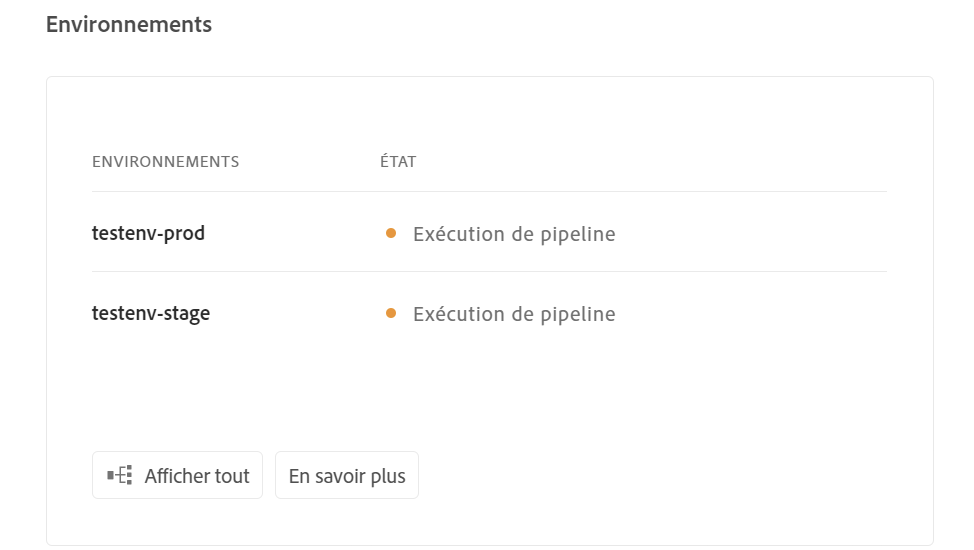 Environnements
ENVIRONNEMENTS ÉTAT
testenv-prod Exécution de pipeline
testenv-stage Exécution de pipeline
Afficher tout En savoir plus